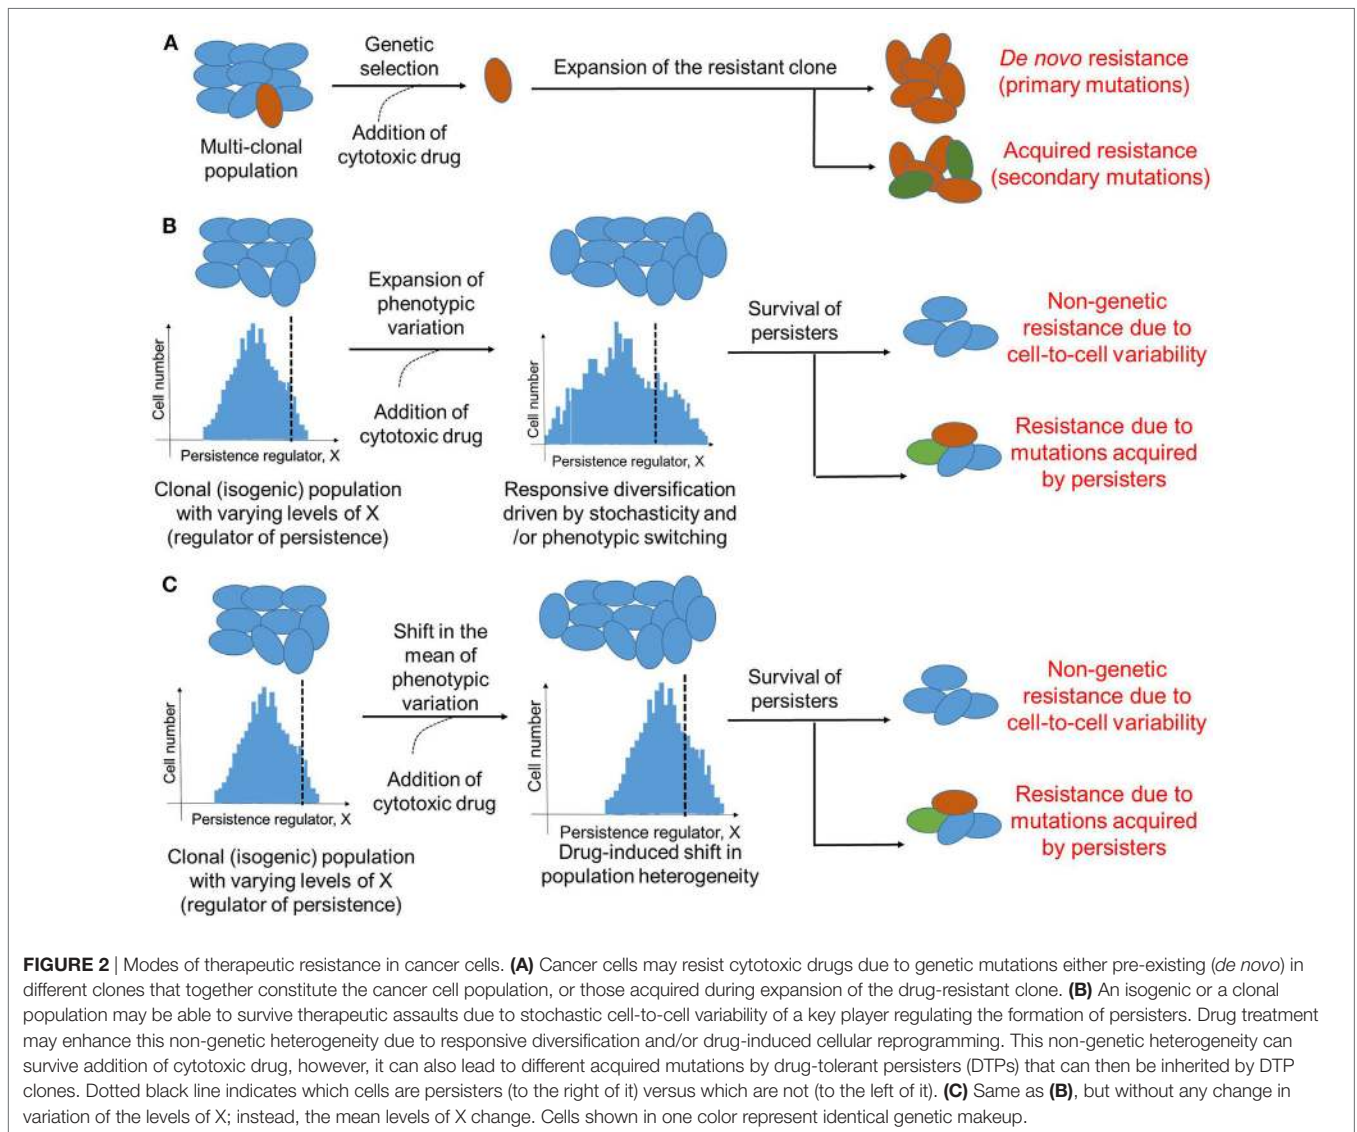 A
Genetic
selection
Addition of
cytotoxic drug
Multi-clonal
population
Expansion of the resistant clone
De novo resistance
(primary mutations)
Acquired resistance
(secondary mutations)
B
Cell number
Persistence regulator, X
Clonal (isogenic) population
with varying levels of X
(regulator of persistence)
Expansion of
phenotypic
variation
Addition of
cytotoxic drug
Cell number
Persistence regulator, X
Responsive diversification
driven by stochasticity and
/or phenotypic switching
Survival of
persisters
Non-genetic
resistance due to
cell-to-cell variability
Resistance due to
mutations acquired
by persisters
C
Cell number
Persistence regulator, X
Clonal (isogenic) population
with varying levels of X
(regulator of persistence)
Shift in the
mean of
phenotypic
variation
Addition of
cytotoxic drug
Cell number
Persistence regulator, X
Drug-induced shift in
population heterogeneity
Survival of
persisters
Non-genetic
resistance due to
cell-to-cell variability
Resistance due to
mutations acquired
by persisters
FIGURE 2 | Modes of therapeutic resistance in cancer cells. (A) Cancer cells may resist cytotoxic drugs due to genetic mutations either pre-existing (de novo) in
different clones that together constitute the cancer cell population, or those acquired during expansion of the drug-resistant clone. (B) An isogenic or a clonal
population may be able to survive therapeutic assaults due to stochastic cell-to-cell variability of a key player regulating the formation of persisters. Drug treatment
may enhance this non-genetic heterogeneity due to responsive diversification and/or drug-induced cellular reprogramming. This non-genetic heterogeneity can
survive addition of cytotoxic drug, however, it can also lead to different acquired mutations by drug-tolerant persisters (DTPs) that can then be inherited by DTP
clones. Dotted black line indicates which cells are persisters (to the right of it) versus which are not (to the left of it). (C) Same as (B), but without any change in
variation of the levels of X; instead, the mean levels of X change. Cells shown in one color represent identical genetic makeup.